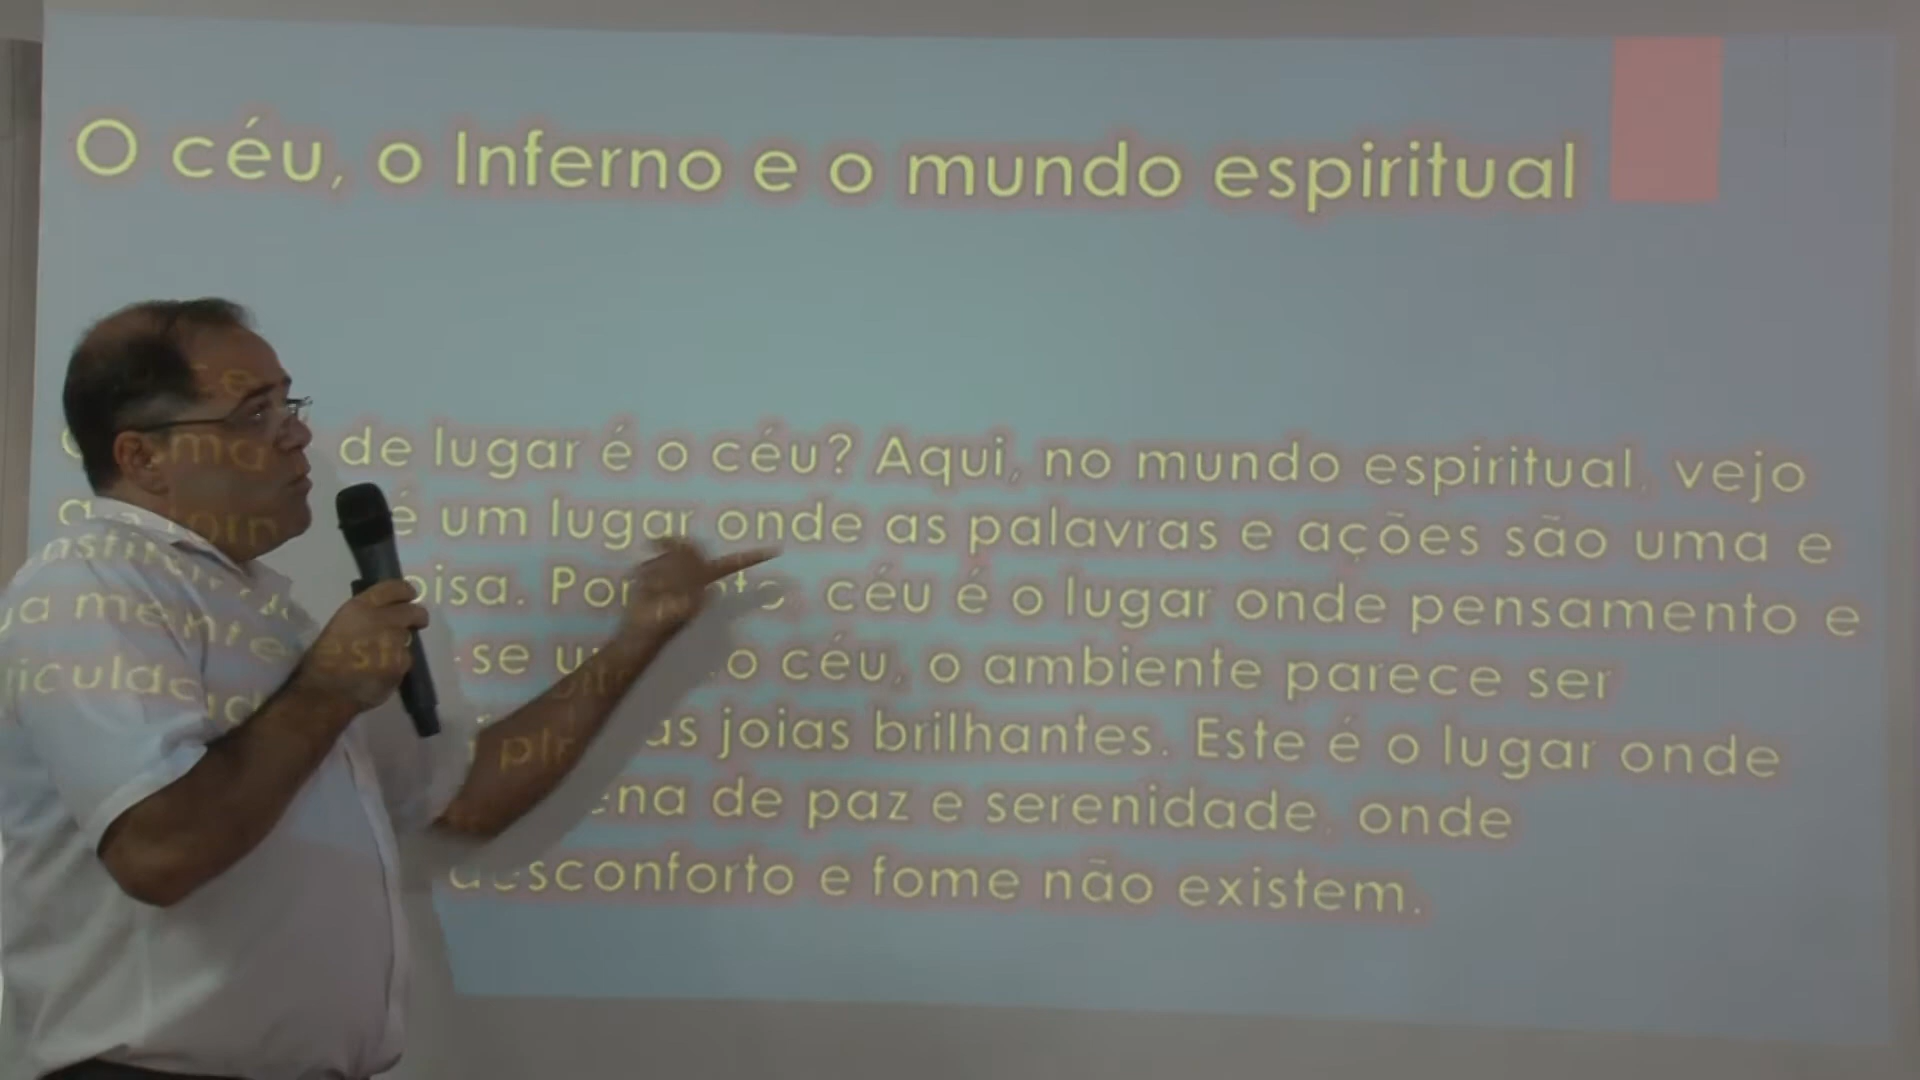 O céu, o Inferno e o mundo espiritual
de lugar é o céu? Aqui, no mundo espiritual, vejo
é um lugar onde as palavras e ações são uma e
céu é o lugar onde pensamento e
se céu, o ambiente parece ser
joias brilhantes. Este é o lugar onde
de paz e serenidade, onde
desconforto e fome não existem.